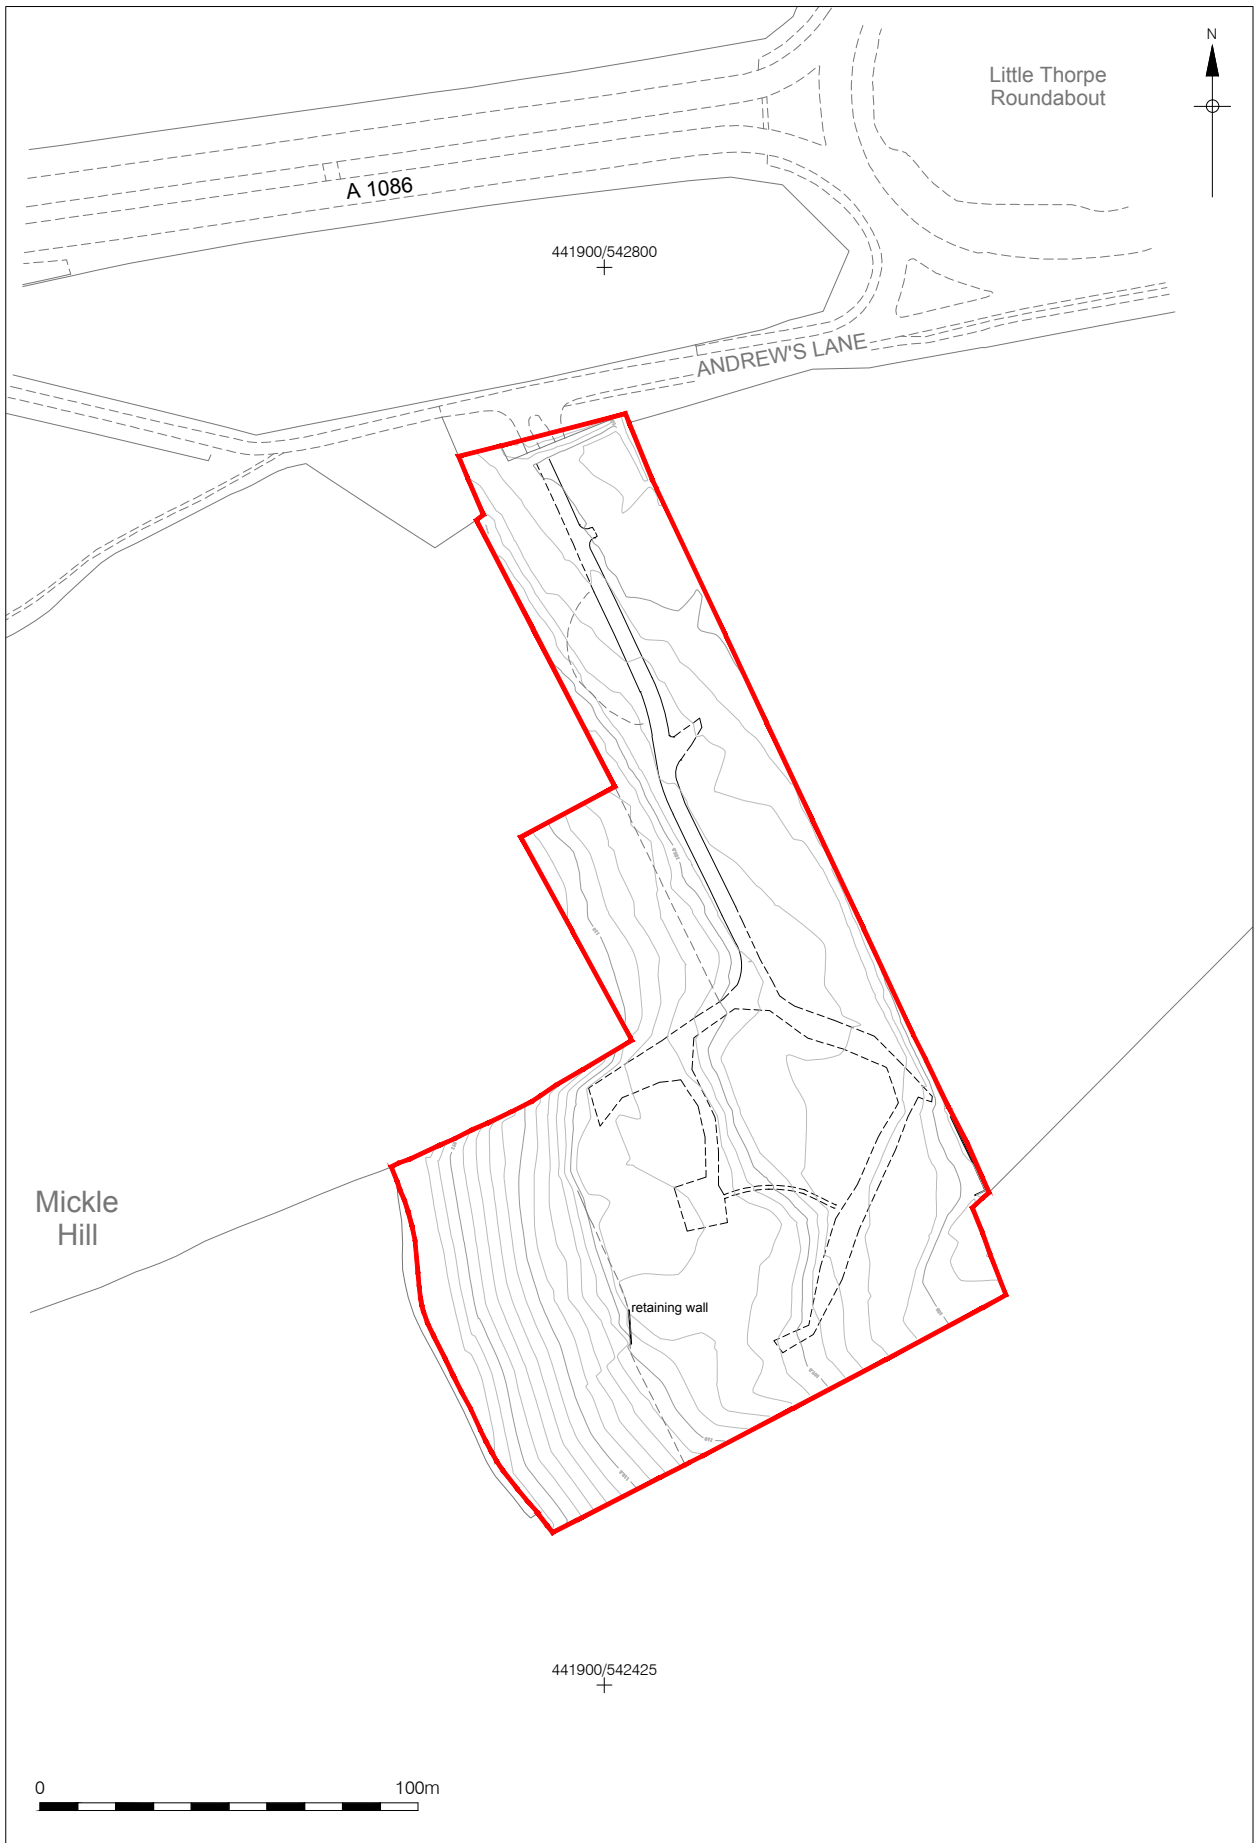 N
Little Thorpe
Roundabout
A 1086
441900/542800
ANDREW'S LANE
Mickle
Hill
retaining wall
441900/542425
0
100m